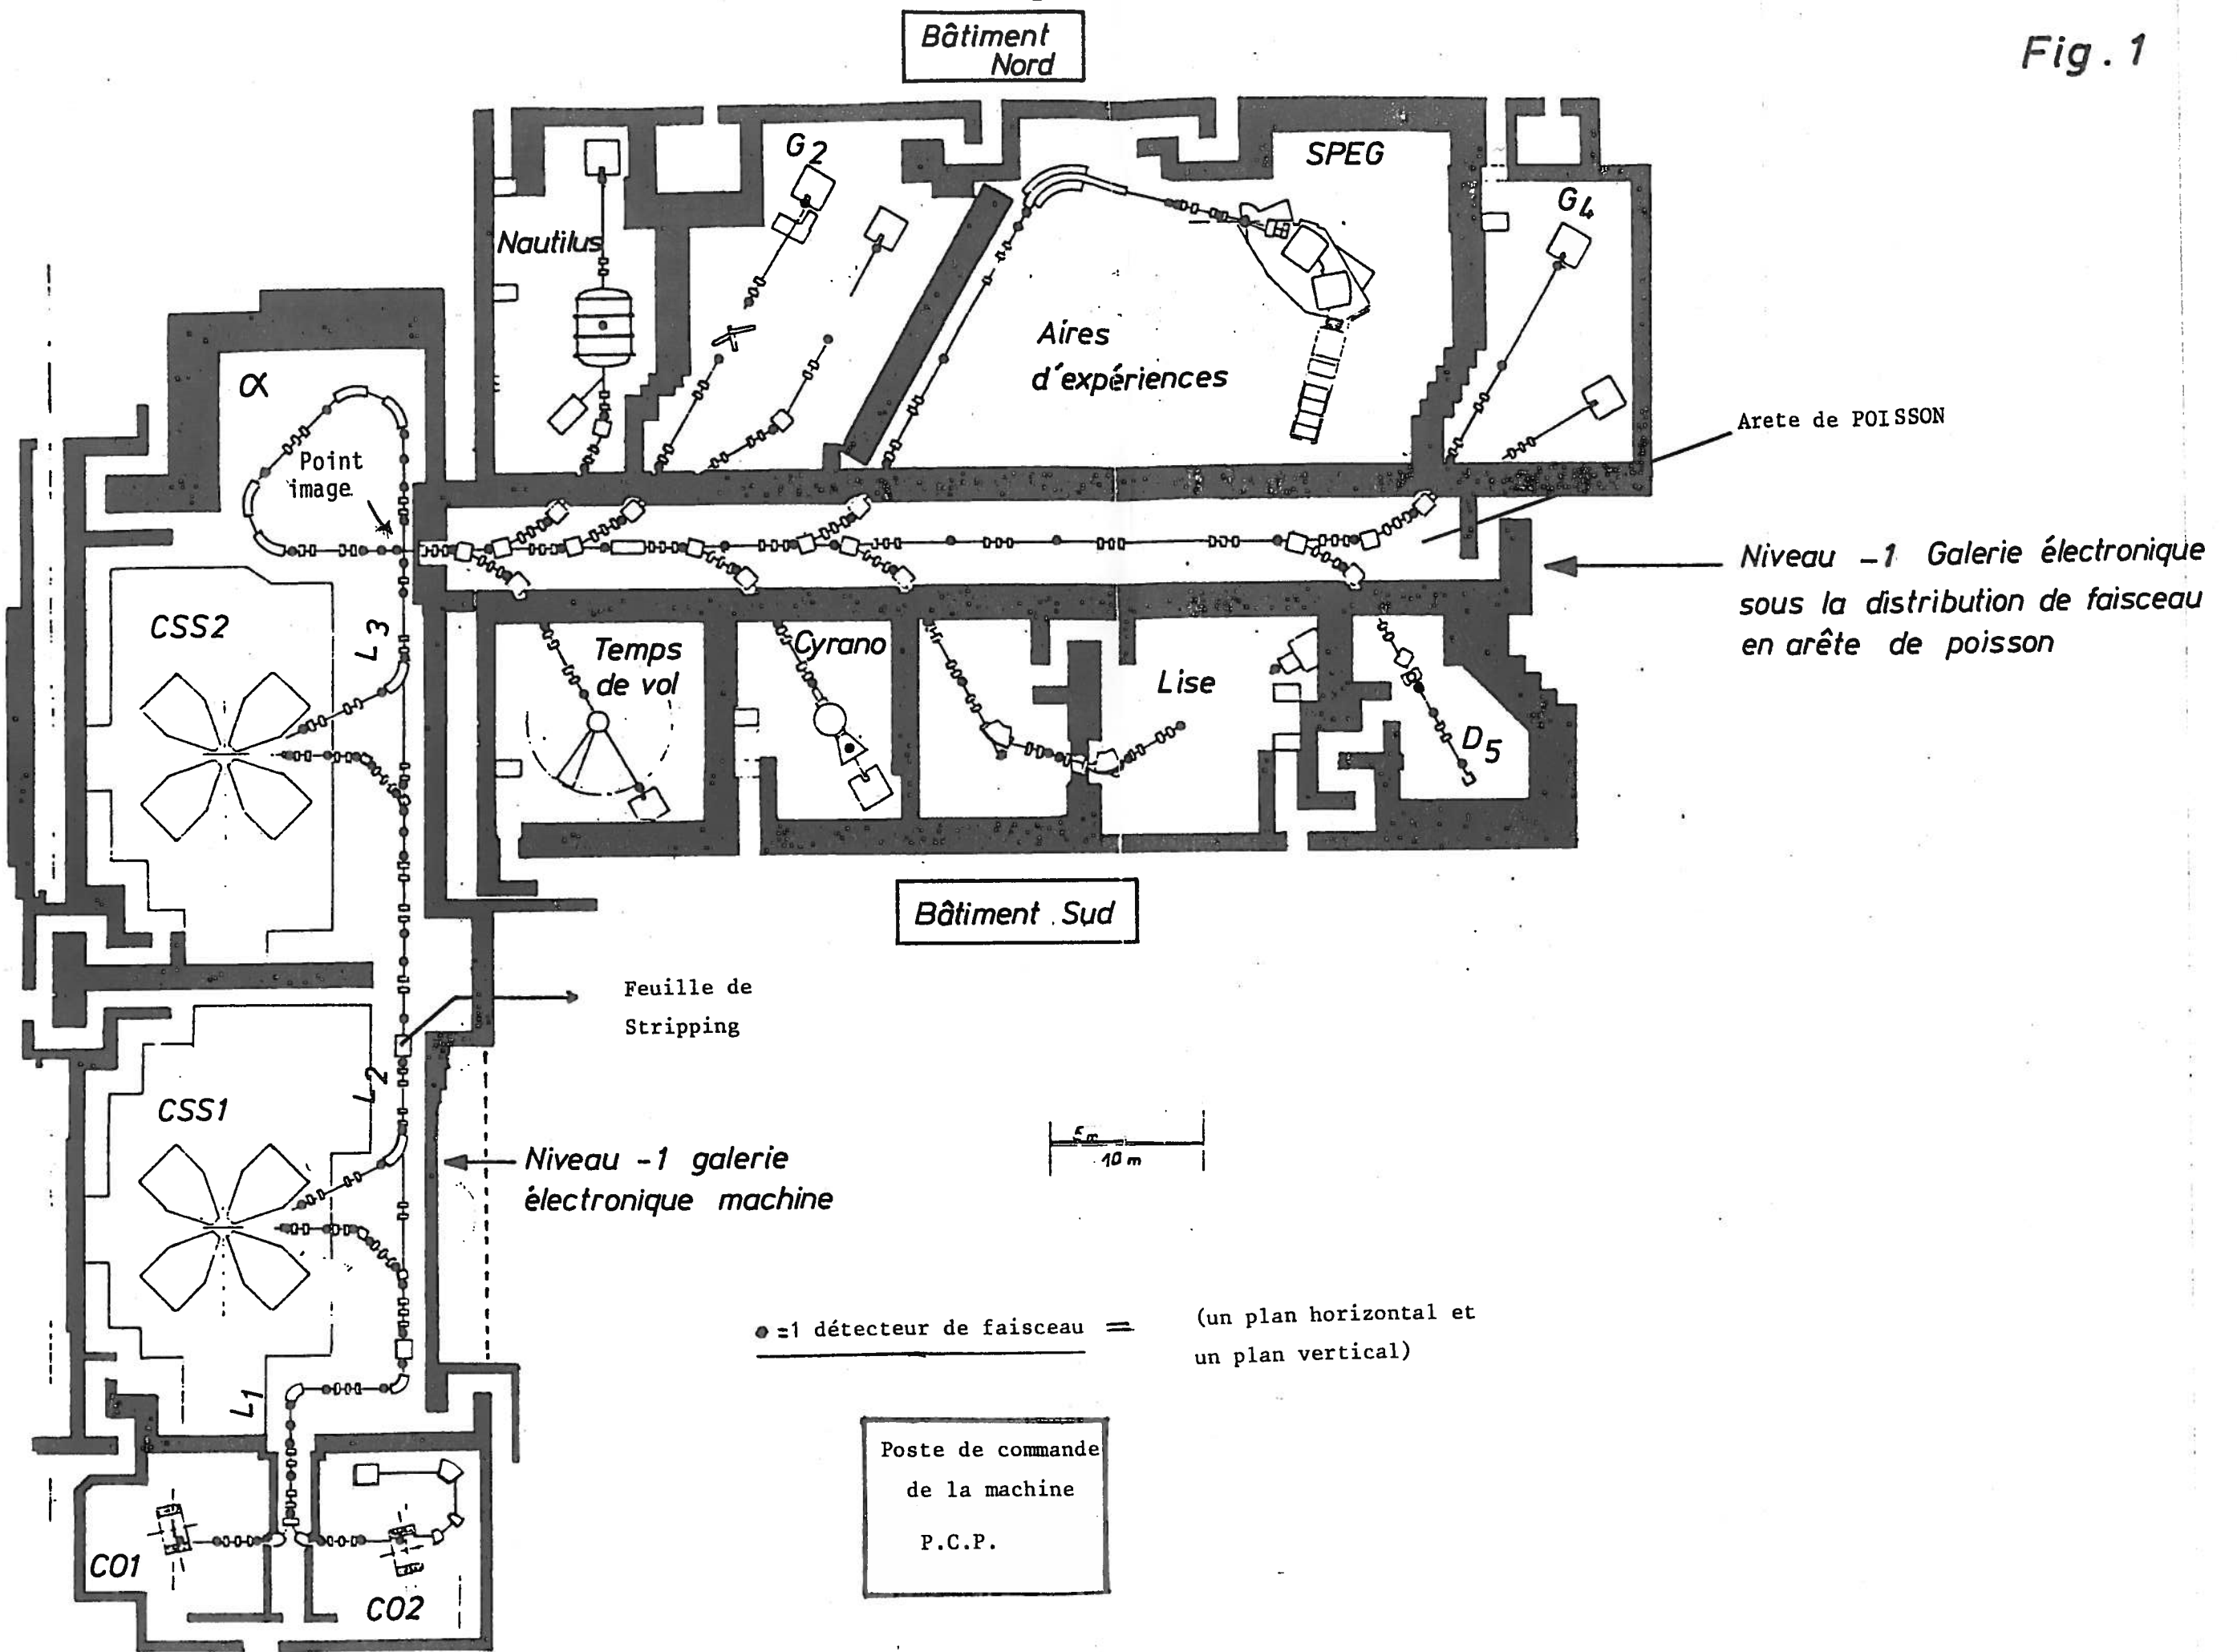 Bâtiment
Nord
Fig. 1
G2
SPEG
G4
Nautilus
Aires
d'expériences
α
Arete de POISSON
Point
image
Niveau -1 Galerie électronique
sous la distribution de faisceau
en arête de poisson
CSS2
L3
Temps
de vol
Cyrano
Lise
D5
Bâtiment Sud
Feuille de
Stripping
L2
CSS1
5m
10 m
Niveau -1 galerie
électronique machine
=1 détecteur de faisceau =
(un plan horizontal et
un plan vertical)
L1
Poste de commande
de la machine
P.C.P.
C01
C02